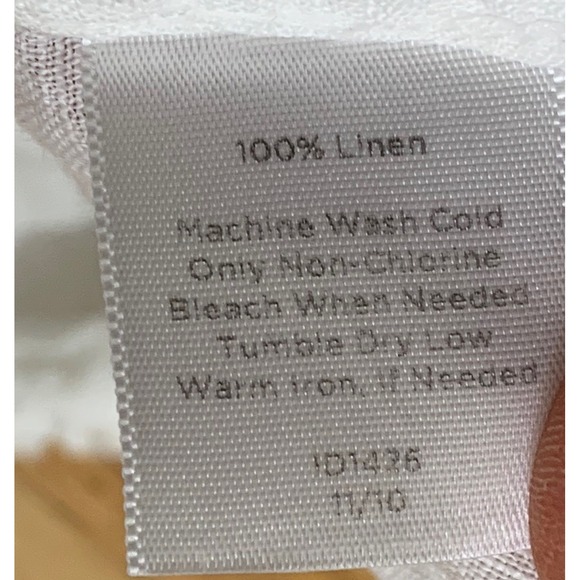 100% Linen
Machine Wash Cold
Only Non-Chlorine
Bleach When Needed
Tumble Dry Low
Warm Iron, If Needed
11/10